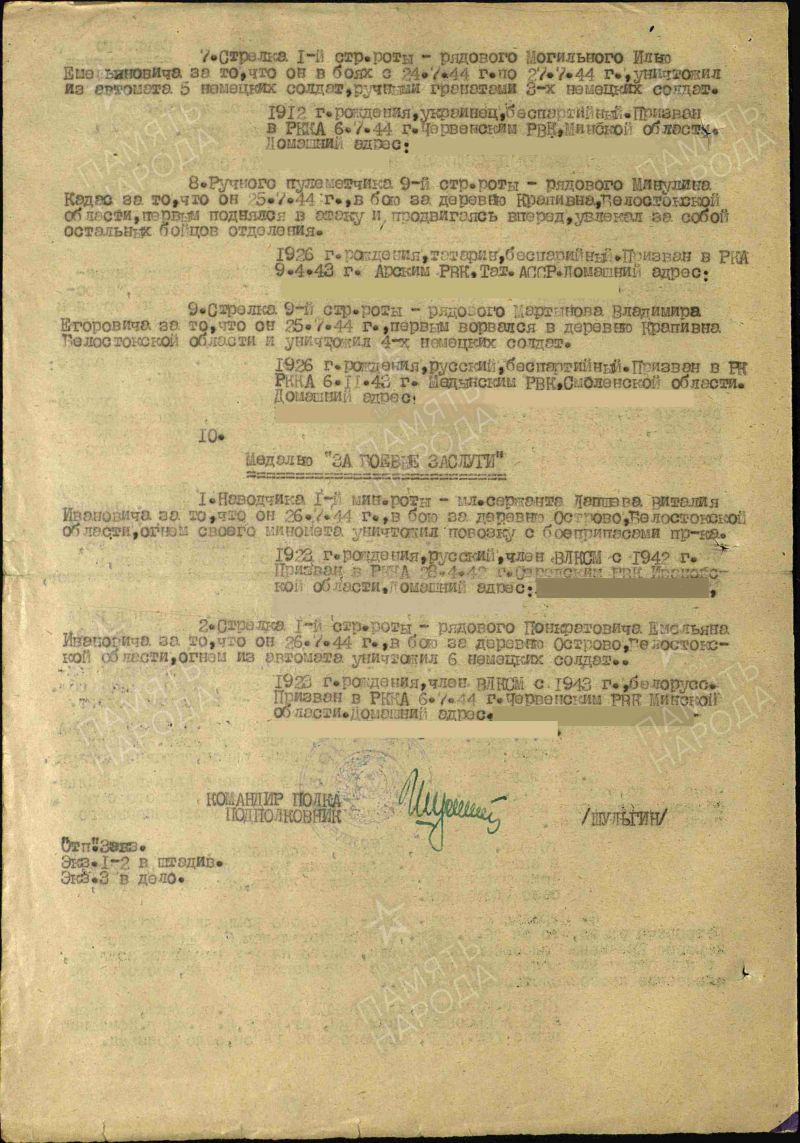 7.Стрелка I-й стр.роты - рядового Могильного Илью
Емельяновича за то,что он в боях с 24.7.44 г.по 27.7.44 г.,уничтожил
из автомата 5 немецких солдат,ручными гранатами 3-х немецких солдат.
1912 г.рождения,украинец,беспартийный.Призван
в РККА 6.7.44 г.Червенским РВК,Минской области.
Домашний адрес:
8.Ручного пулеметчика 9-й стр.роты - рядового Минулина
Кадас за то,что он 25.7.44 г.,в бою за деревню Крапивна,Белостокской
области,первым поднялся в атаку и продвигаясь вперед,увлекал за собой
остальных бойцов отделения.
1926 г.рождения,татарин,беспарийный.Призван в РКА
9.4.43 г. Арским РВК.Тат.АССР.Домашний адрес:
9.Стрелка 9-й стр.роты - рядового Мартынова Владимира
Егоровича за то,что он 25.7.44 г.,первым ворвался в деревню Крапивна
Белостокской области и уничтожил 4-х немецких солдат.
1926 г.рождения,русский,беспартийный.Призван в РК
РККА 6.II.43 г. Медынским РВК,Смоленской области.
Домашний адрес:
10.
Медалью "ЗА БОЕВЫЕ ЗАСЛУГИ"
1.Наводчика I-й мин.роты - мл.сержанта Лаптева Виталия
Ивановича за то,что он 26.7.44 г.,в бою за деревню Острово,Белостокской
области,огнем своего миномета уничтожил повозку с боеприпасами пр-ка.
1923 г.рождения,русский,член ВЛКСМ с 1942 г.
Призван в РККА 28.4.42 г. РВК
кой области,Домашний адрес:
2.Стрелка I-й стр.роты - рядового Понкратовича Емельяна
Ивановича за то,что он 26.7.44 г.,в бою за деревню Острово,Белостокс-
кой области,огнем из автомата уничтожил 6 немецких солдат..
1923 г.рождения,член ВЛКСМ с 1943 г.,белорусс.
Призван в РККА 6.7.44 г.Червенским РВК Минской
области.Домашний адрес.
КОМАНДИР ПОЛКА
ПОДПОЛКОВНИК /ШУЛЬГИН/
Отп.3экз.
Экз.I-2 в штадив.
Экз.3 в дело.
ПАМЯТЬ
НАРОДА